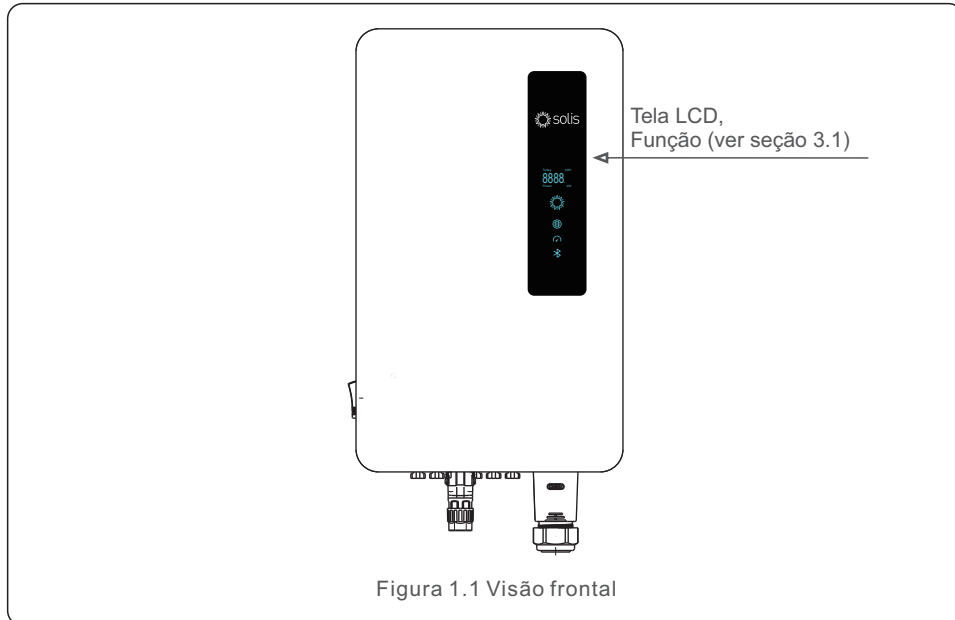 solis
8888
Tela LCD,
Função (ver seção 3.1)
Figura 1.1 Visão frontal